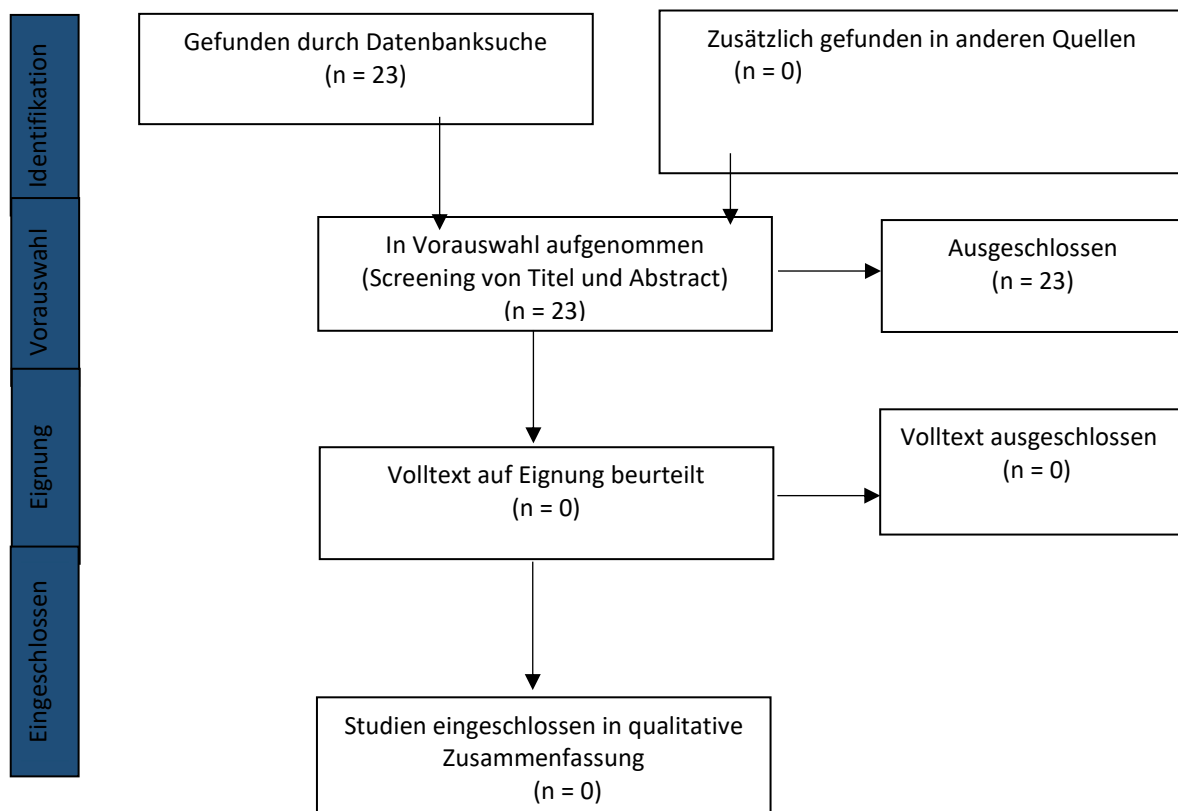 Identifikation
Gefunden durch Datenbanksuche
(n = 23)
Zusätzlich gefunden in anderen Quellen
(n = 0)
Vorauswahl
In Vorauswahl aufgenommen
(Screening von Titel und Abstract)
(n = 23)
Ausgeschlossen
(n = 23)
Eignung
Volltext auf Eignung beurteilt
(n = 0)
Volltext ausgeschlossen
(n = 0)
Eingeschlossen
Studien eingeschlossen in qualitative
Zusammenfassung
(n = 0)